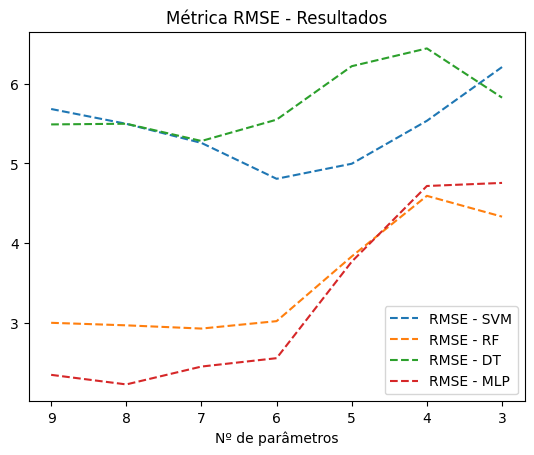 Métrica RMSE - Resultados
6
5
4
3
RMSE - SVM
RMSE - RF
RMSE - DT
RMSE - MLP
9 8 7 6 5 4 3
Nº de parâmetros